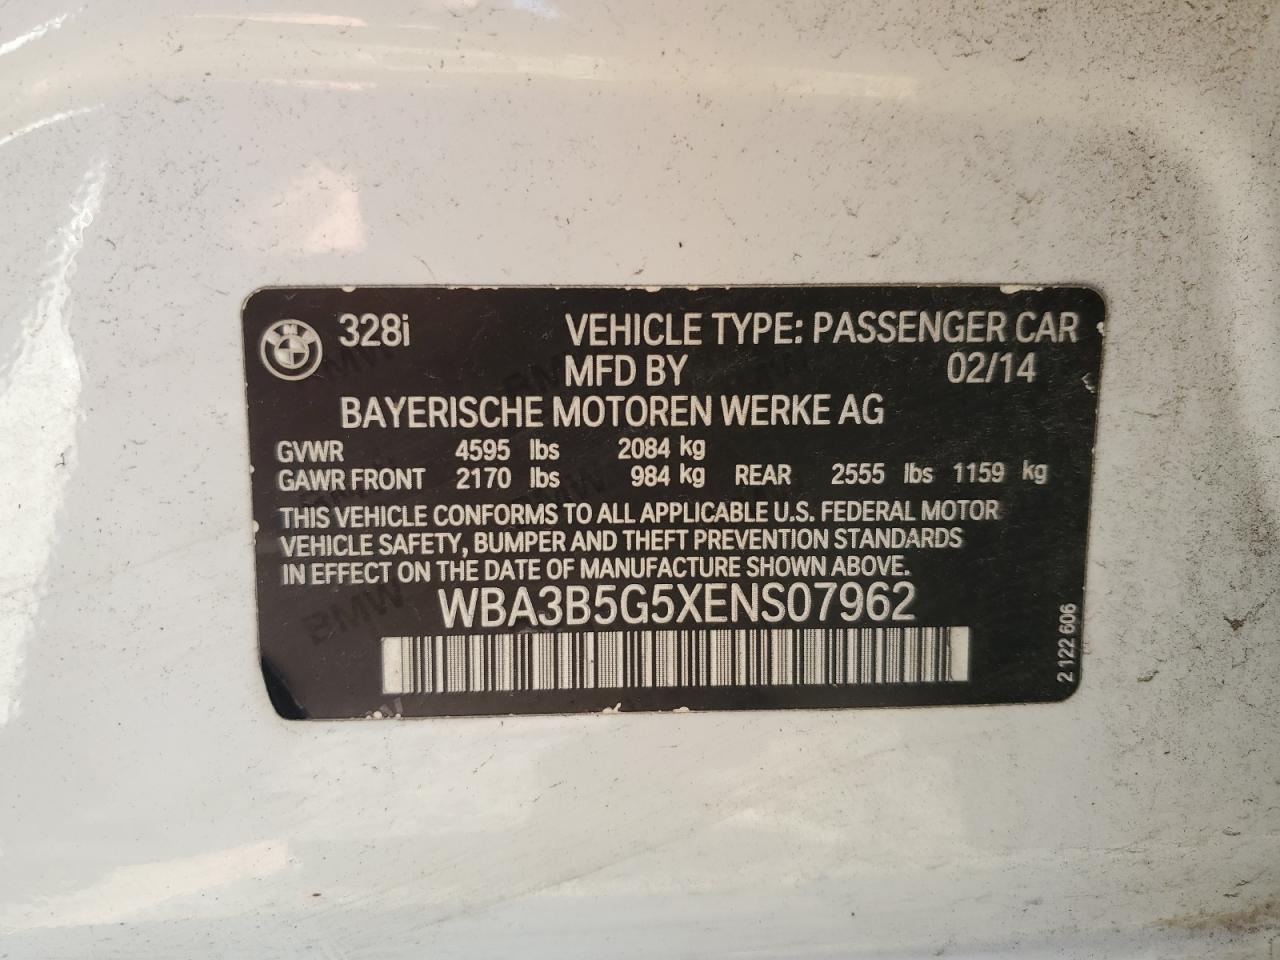 328i VEHICLE TYPE: PASSENGER CAR
MFD BY 02/14
BAYERISCHE MOTOREN WERKE AG
GVWR 4595 lbs 2084 kg
GAWR FRONT 2170 lbs 984 kg REAR 2555 lbs 1159 kg
THIS VEHICLE CONFORMS TO ALL APPLICABLE U.S. FEDERAL MOTOR
VEHICLE SAFETY, BUMPER AND THEFT PREVENTION STANDARDS
IN EFFECT ON THE DATE OF MANUFACTURE SHOWN ABOVE.
WBA3B5G5XENS07962
2 122 606